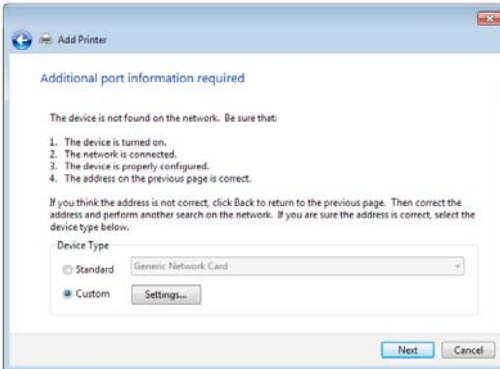 Add Printer
Additional port information required
The device is not found on the network. Be sure that:
1. The device is turned on.
2. The network is connected.
3. The device is properly configured.
4. The address on the previous page is correct.
If you think the address is not correct, click Back to return to the previous page. Then correct the
address and perform another search on the network. If you are sure the address is correct, select the
device type below.
Device Type
Standard Generic Network Card
Custom Settings...
Next Cancel